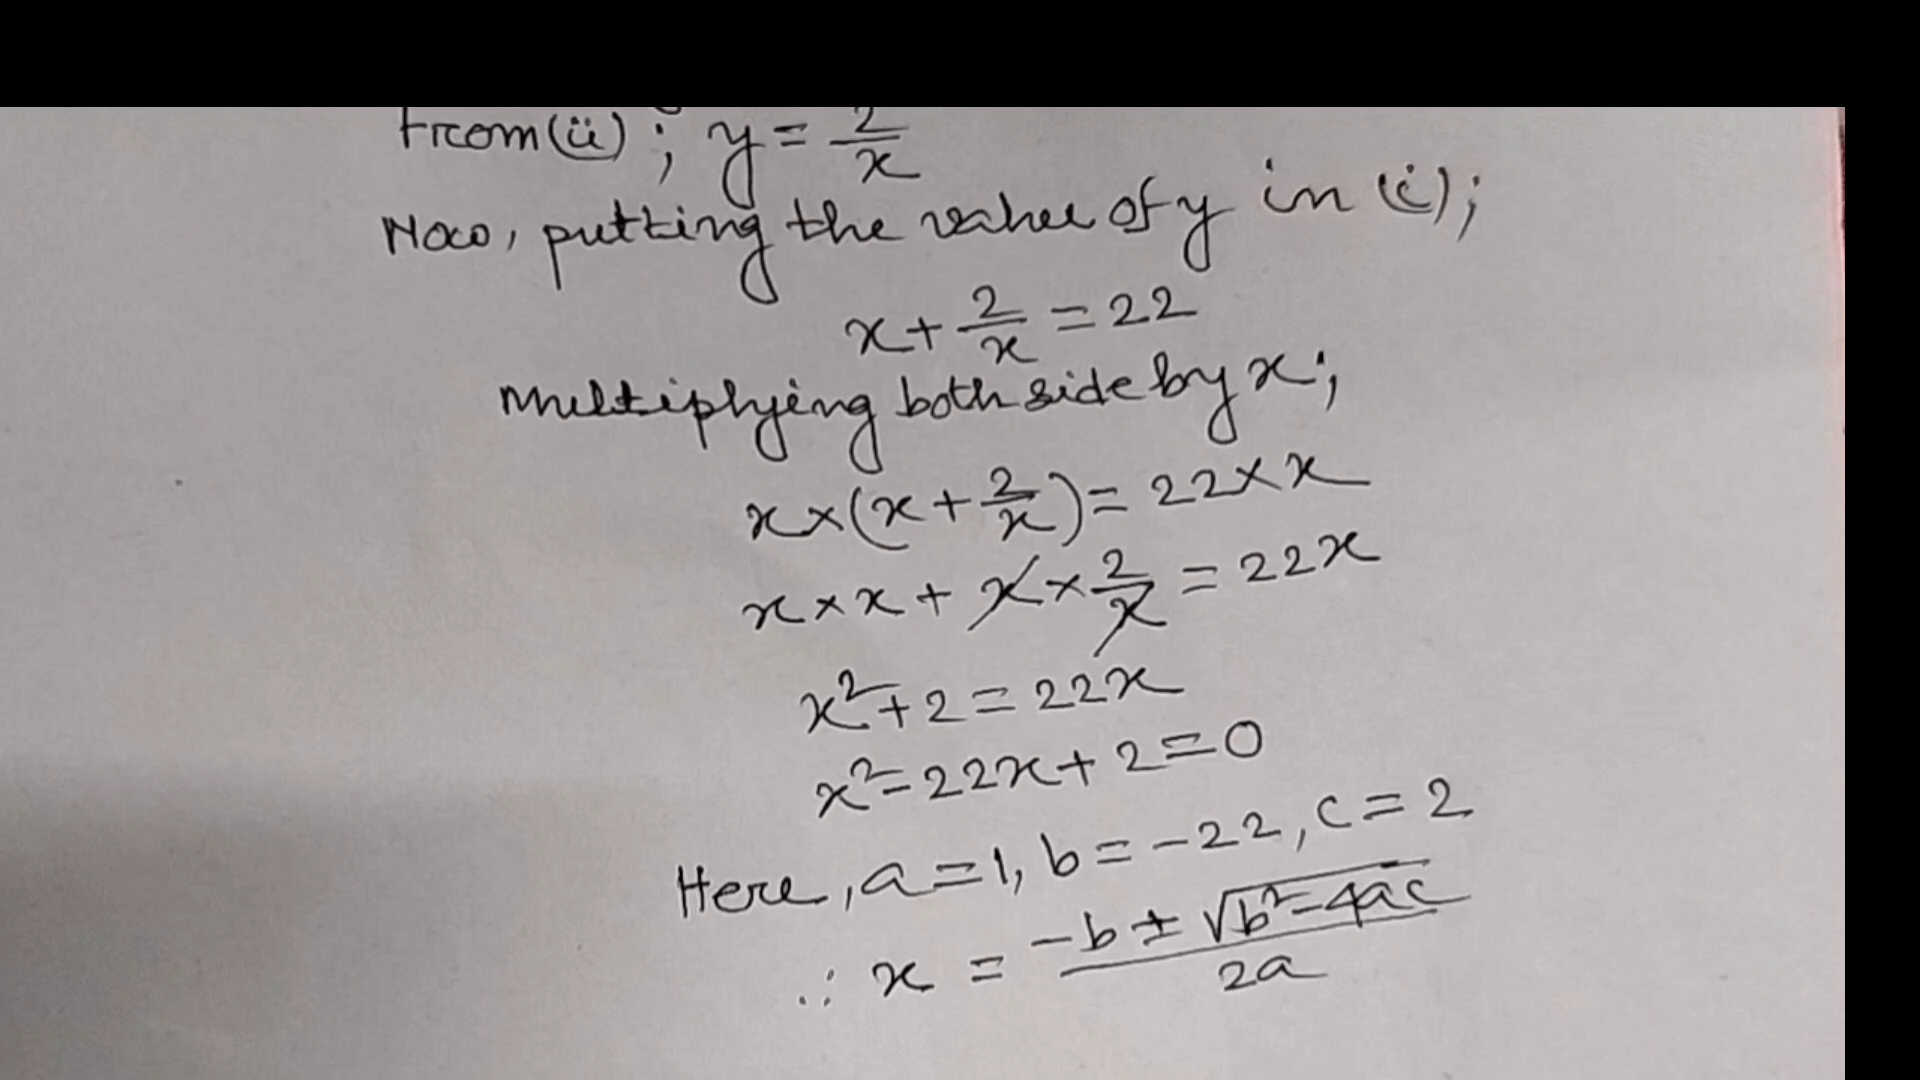 From (ii); y = 2/x
Now, putting the value of y in (i);
x + 2/x = 22
Multiplying both side by x;
x × (x + 2/x) = 22 × x
x × x + x × 2/x = 22x
x² + 2 = 22x
x² - 22x + 2 = 0
Here, a = 1, b = -22, c = 2
∴ x = (-b ± √(b² - 4ac))/2a